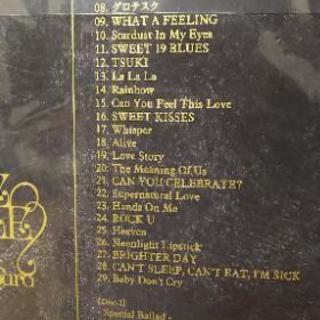 08. グロテスク
09. WHAT A FEELING
10. Stardust In My Eyes
11. SWEET 19 BLUES
12. TSUKI
13. La La La
14. Rainbow
15. Can You Feel This Love
16. SWEET KISSES
17. Whisper
18. Alive
19. Love Story
20. The Meaning Of Us
21. CAN YOU CELEBRATE?
22. Supernatural Love
23. Hands On Me
24. ROCK U
25. Heaven
26. Neonlight Lipstick
27. BRIGHTER DAY
28. CAN'T SLEEP, CAN'T EAT, I'M SICK
29. Baby Don't Cry
[Disc-2]
- Special Ballad -